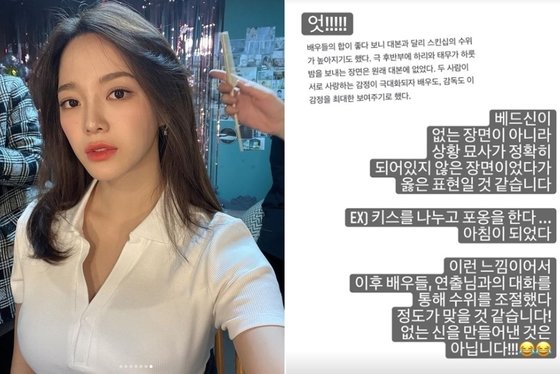 엇!!!!!
배우들의 합이 좋다 보니 대본과 달리 스킨십의 수위
가 높아지기도 했다. 극 후반부에 하리와 태무가 하룻
밤을 보내는 장면은 원래 대본에 없었다. 두 사람이
서로 사랑하는 감정이 극대화되자 배우도, 감독도 이
감정을 최대한 보여주기로 했다.
베드신이
없는 장면이 아니라
상황 묘사가 정확히
되어있지 않은 장면이었다가
옳은 표현일 것 같습니다
EX) 키스를 나누고 포옹을 한다 ...
아침이 되었다
이런 느낌이어서
이후 배우들, 연출님과의 대화를
통해 수위를 조절했다
정도가 맞을 것 같습니다!
없는 신을 만들어낸 것은
아닙니다!!!😂😂